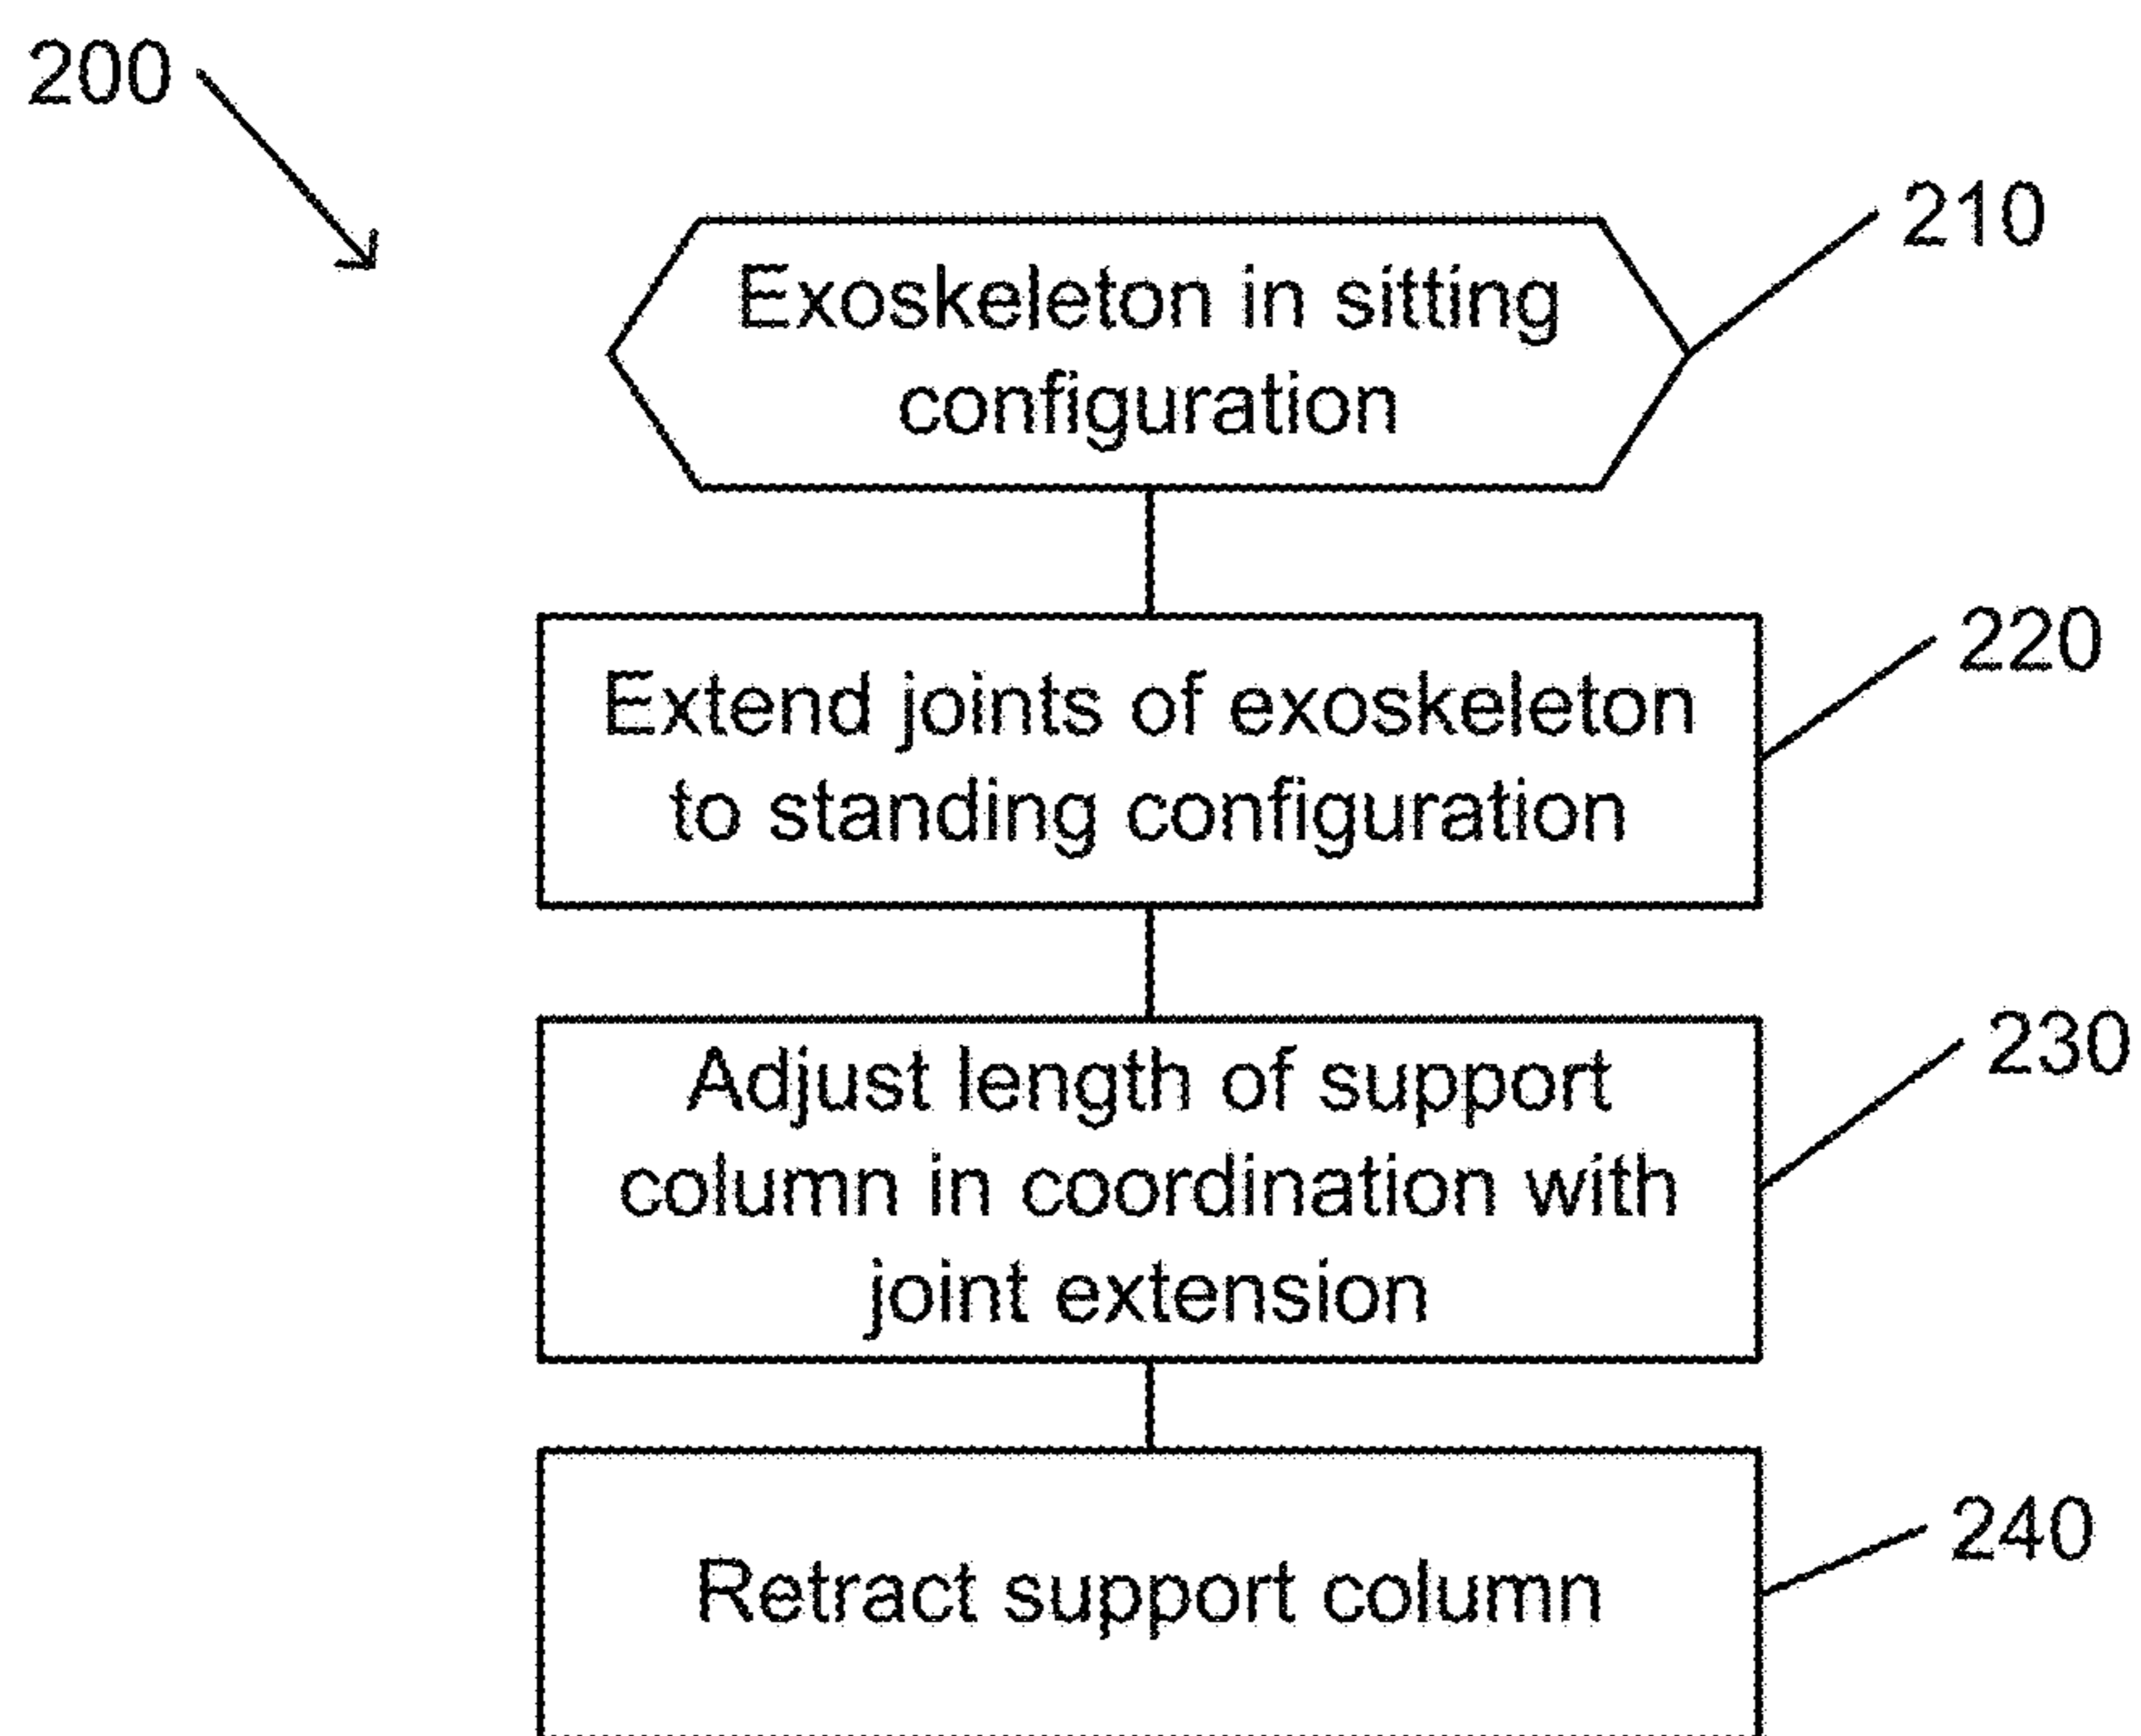 200
210
Exoskeleton in sitting
configuration
220
Extend joints of exoskeleton
to standing configuration
230
Adjust length of support
column in coordination with
joint extension
240
Retract support column